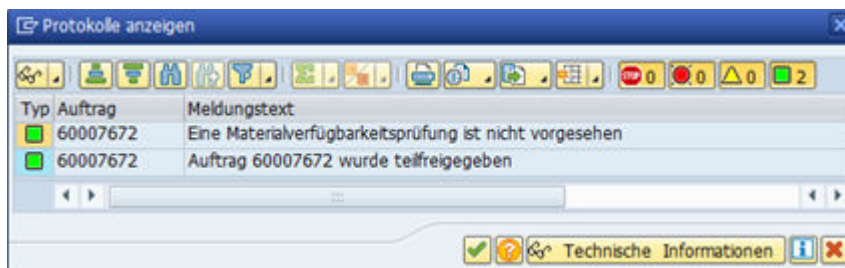 Protokolle anzeigen
STOP 0 0 0 2
Typ Auftrag Meldungstext
60007672 Eine Materialverfügbarkeitsprüfung ist nicht vorgesehen
60007672 Auftrag 60007672 wurde teilfreigegeben
Technische Informationen